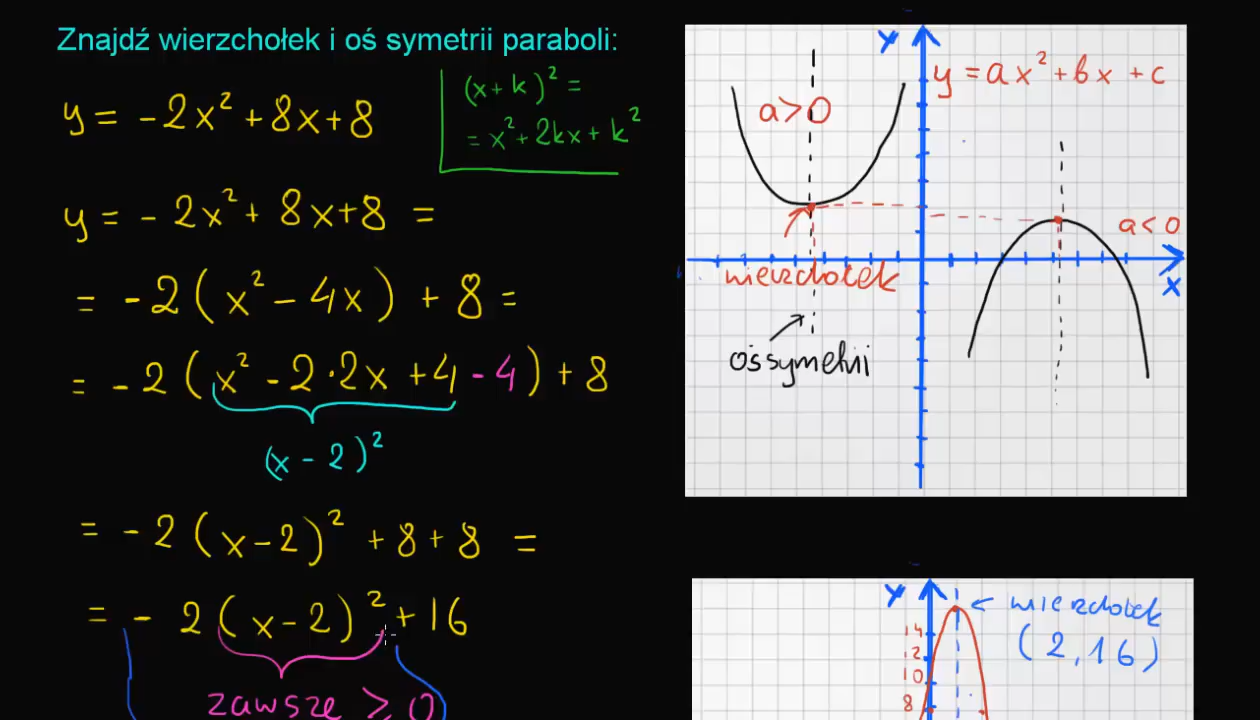 Znajdź wierzchołek i oś symetrii paraboli:
y = -2x² + 8x + 8
(x + k)² =
= x² + 2kx + k²
y = -2x² + 8x + 8 =
= -2(x² - 4x) + 8 =
= -2(x² - 2·2x + 4 - 4) + 8
(x - 2)²
= -2(x - 2)² + 8 + 8 =
= -2(x - 2)² + 16
zawsze ≥ 0
y
y = ax² + bx + c
a > 0
a < 0
wierzchołek
x
oś symetrii
y
← wierzchołek
(2, 16)
14
12
10
8